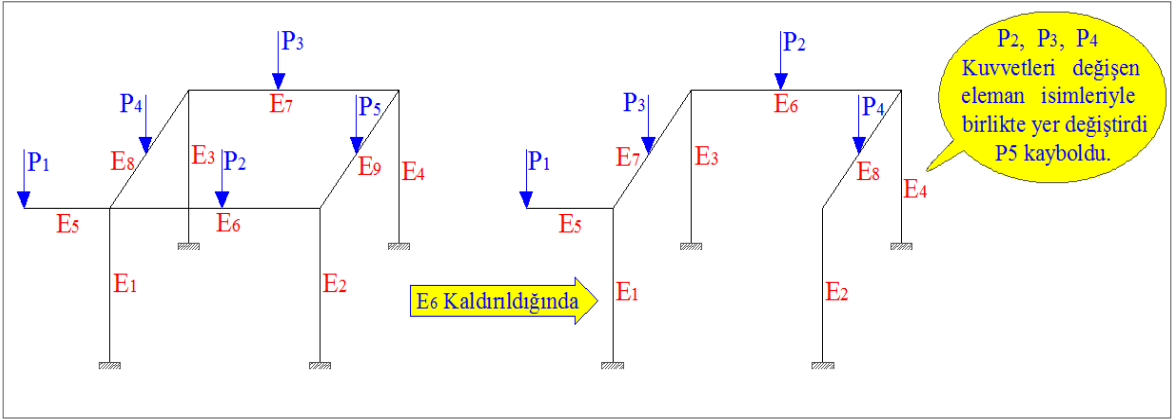 P3
E7
P4
P5
E8
E3
E9
E4
P1
P2
E5
E6
E1
E2
E6 Kaldırıldığında
P2
E6
P3
P4
E7
E3
E8
E4
P1
E5
E1
E2
P2, P3, P4
Kuvvetleri değişen
eleman isimleriyle
birlikte yer değiştirdi
P5 kayboldu.